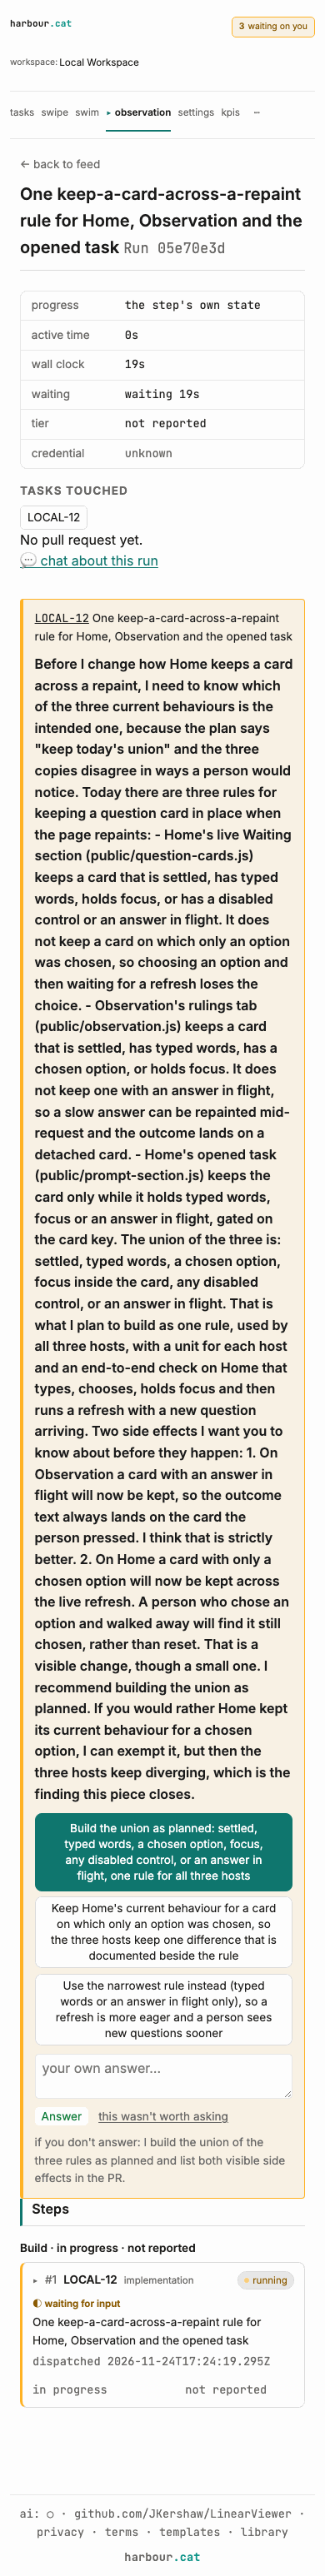 harbour.cat
3 waiting on you
workspace: Local Workspace
tasks swipe swim ▸ observation settings kpis ⋯
← back to feed
One keep-a-card-across-a-repaint
rule for Home, Observation and the
opened task Run 05e70e3d
progress the step's own state
active time 0s
wall clock 19s
waiting waiting 19s
tier not reported
credential unknown
TASKS TOUCHED
LOCAL-12
No pull request yet.
💬 chat about this run
LOCAL-12 One keep-a-card-across-a-repaint
rule for Home, Observation and the opened task
Before I change how Home keeps a card
across a repaint, I need to know which
of the three current behaviours is the
intended one, because the plan says
"keep today's union" and the three
copies disagree in ways a person would
notice. Today there are three rules for
keeping a question card in place when
the page repaints: - Home's live Waiting
section (public/question-cards.js)
keeps a card that is settled, has typed
words, holds focus, or has a disabled
control or an answer in flight. It does
not keep a card on which only an option
was chosen, so choosing an option and
then waiting for a refresh loses the
choice. - Observation's rulings tab
(public/observation.js) keeps a card
that is settled, has typed words, has a
chosen option, or holds focus. It does
not keep one with an answer in flight,
so a slow answer can be repainted mid-
request and the outcome lands on a
detached card. - Home's opened task
(public/prompt-section.js) keeps the
card only while it holds typed words,
focus or an answer in flight, gated on
the card key. The union of the three is:
settled, typed words, a chosen option,
focus inside the card, any disabled
control, or an answer in flight. That is
what I plan to build as one rule, used by
all three hosts, with a unit for each host
and an end-to-end check on Home that
types, chooses, holds focus and then
runs a refresh with a new question
arriving. Two side effects I want you to
know about before they happen: 1. On
Observation a card with an answer in
flight will now be kept, so the outcome
text always lands on the card the
person pressed. I think that is strictly
better. 2. On Home a card with only a
chosen option will now be kept across
the live refresh. A person who chose an
option and walked away will find it still
chosen, rather than reset. That is a
visible change, though a small one. I
recommend building the union as
planned. If you would rather Home kept
its current behaviour for a chosen
option, I can exempt it, but then the
three hosts keep diverging, which is the
finding this piece closes.
Build the union as planned: settled,
typed words, a chosen option, focus,
any disabled control, or an answer in
flight, one rule for all three hosts
Keep Home's current behaviour for a card
on which only an option was chosen, so
the three hosts keep one difference that is
documented beside the rule
Use the narrowest rule instead (typed
words or an answer in flight only), so a
refresh is more eager and a person sees
new questions sooner
your own answer...
Answer this wasn't worth asking
if you don't answer: I build the union of the
three rules as planned and list both visible side
effects in the PR.
Steps
Build · in progress · not reported
▸ #1 LOCAL-12 implementation running
waiting for input
One keep-a-card-across-a-repaint rule for
Home, Observation and the opened task
dispatched 2026-11-24T17:24:19.295Z
in progress not reported
ai: ○ · github.com/JKershaw/LinearViewer ·
privacy · terms · templates · library
harbour.cat